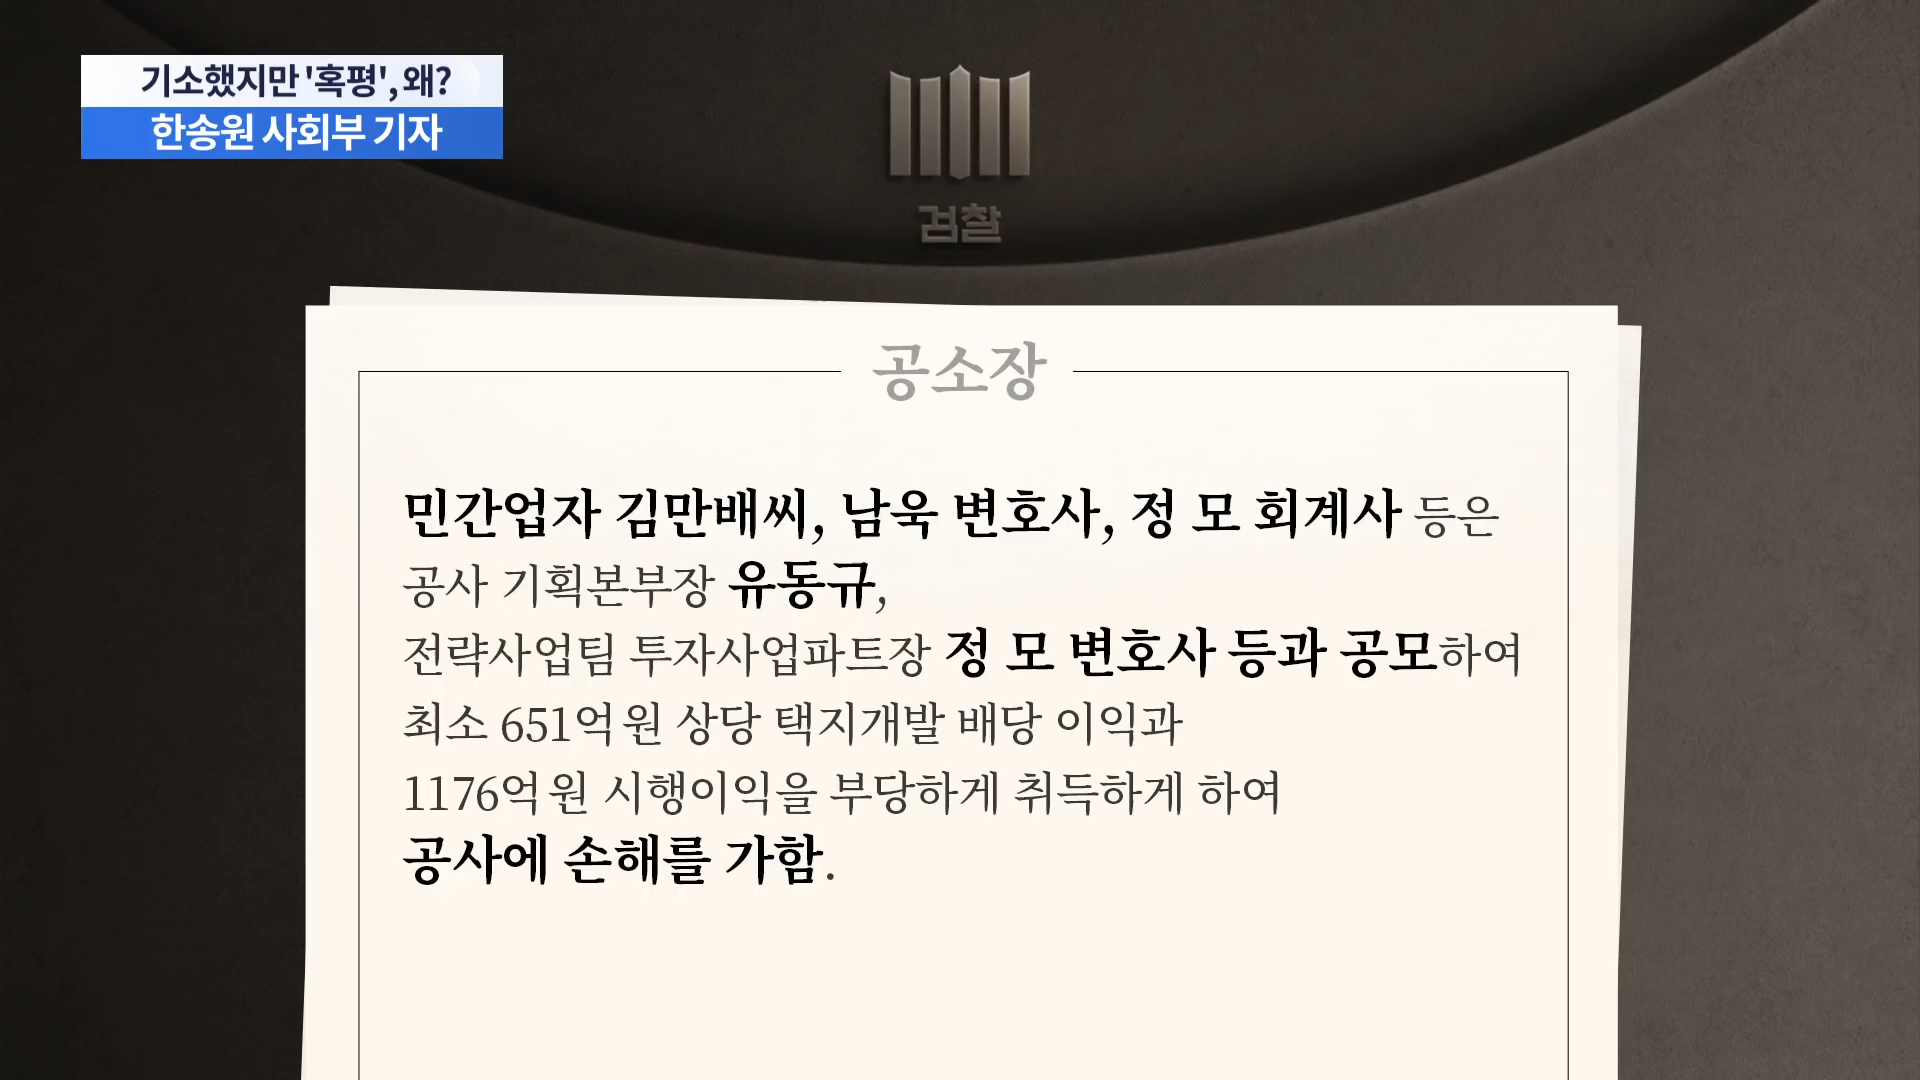 기소했지만 '혹평', 왜?
한송원 사회부 기자
검찰
공소장
민간업자 김만배씨, 남욱 변호사, 정 모 회계사 등은
공사 기획본부장 유동규,
전략사업팀 투자사업파트장 정 모 변호사 등과 공모하여
최소 651억원 상당 택지개발 배당 이익과
1176억원 시행이익을 부당하게 취득하게 하여
공사에 손해를 가함.